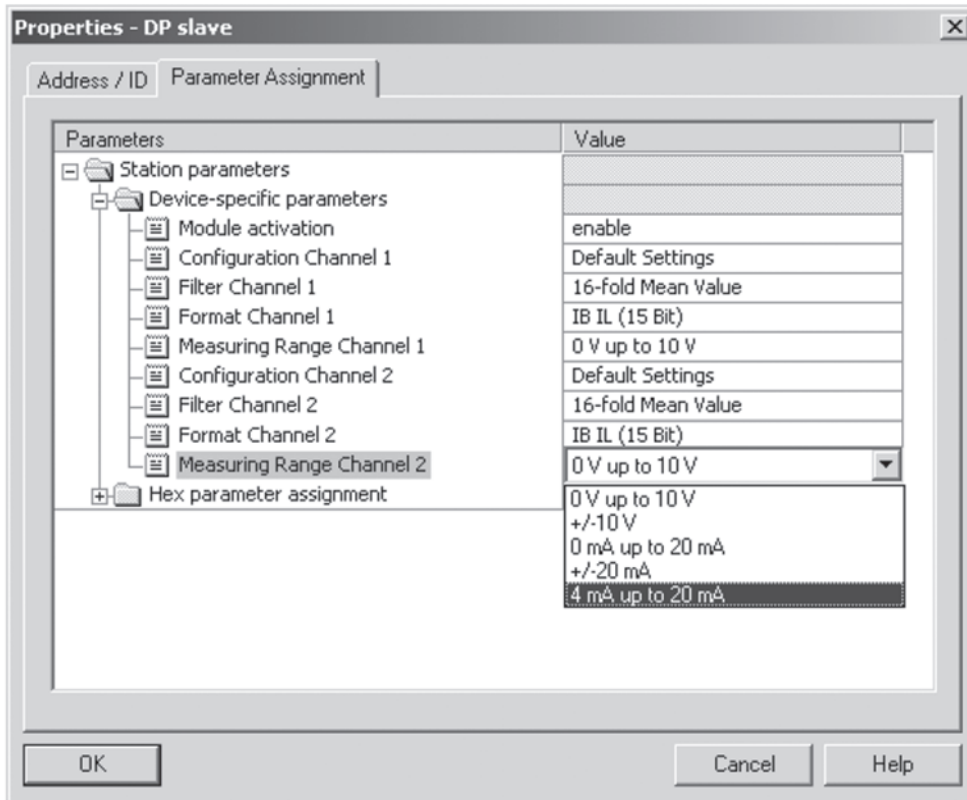 Properties - DP slave
Address / ID
Parameter Assignment
Parameters
Value
Station parameters
Device-specific parameters
Module activation
enable
Configuration Channel 1
Default Settings
Filter Channel 1
16-fold Mean Value
Format Channel 1
IB IL (15 Bit)
Measuring Range Channel 1
0 V up to 10 V
Configuration Channel 2
Default Settings
Filter Channel 2
16-fold Mean Value
Format Channel 2
IB IL (15 Bit)
Measuring Range Channel 2
0 V up to 10 V
Hex parameter assignment
0 V up to 10 V
+/-10 V
0 mA up to 20 mA
+/-20 mA
4 mA up to 20 mA
OK
Cancel
Help